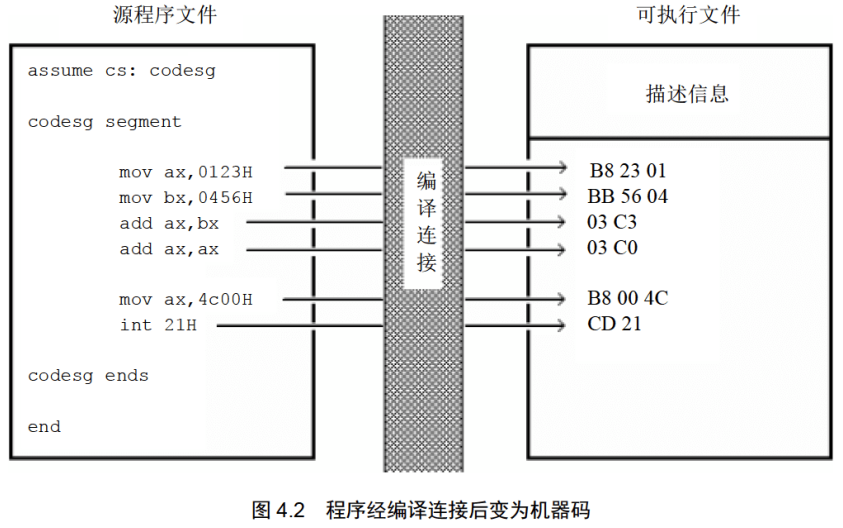 源程序文件
assume cs: codesg
codesg segment
mov ax,0123H
mov bx,0456H
add ax,bx
add ax,ax
mov ax,4c00H
int 21H
codesg ends
end
编
译
连
接
可执行文件
描述信息
B8 23 01
BB 56 04
03 C3
03 C0
B8 00 4C
CD 21
图 4.2 程序经编译连接后变为机器码